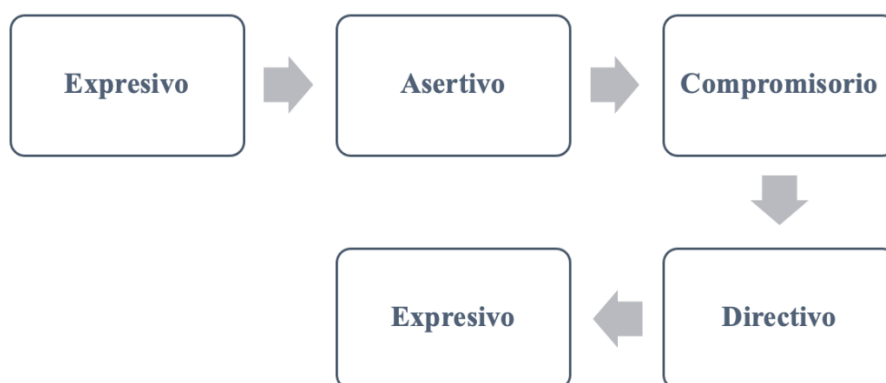 Expresivo
Asertivo
Compromisorio
Directivo
Expresivo